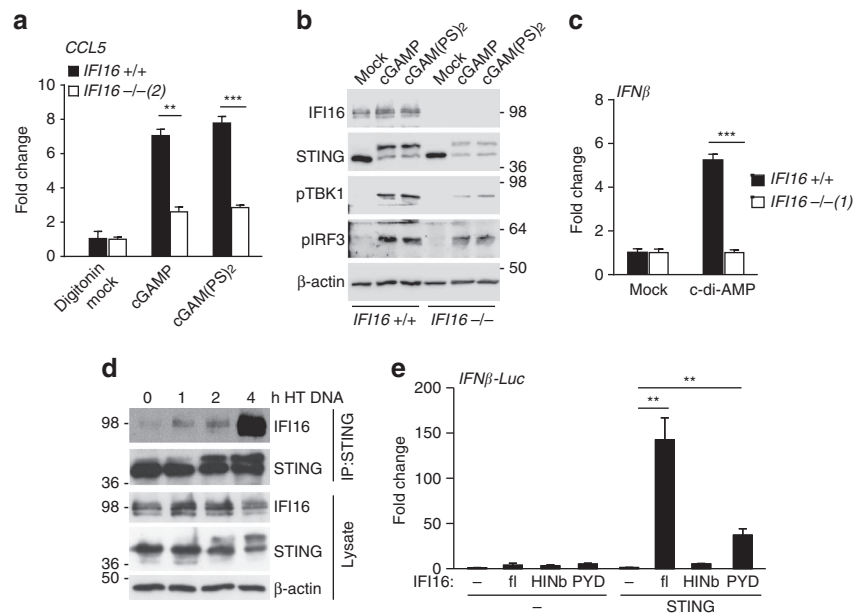 a
CCL5
IFI16 +/+
IFI16 –/–(2)
Fold change
10
8
6
4
2
0
**
***
Digitonin
mock
cGAMP
cGAM(PS)2
b
Mock
cGAMP
cGAM(PS)2
Mock
cGAMP
cGAM(PS)2
IFI16
- 98
STING
36
pTBK1
98
pIRF3
64
β-actin
50
IFI16 +/+ IFI16 –/–
c
IFNβ
Fold change
8
6
4
2
0
***
IFI16 +/+
IFI16 –/–(1)
Mock c-di-AMP
d
0 1 2 4 h HT DNA
98 - IFI16
STING
36
IP:STING
98 - IFI16
STING
36
50
β-actin
Lysate
e
IFNβ-Luc
Fold change
200
150
100
50
0
**
**
IFI16: – fl HINb PYD – fl HINb PYD
– STING